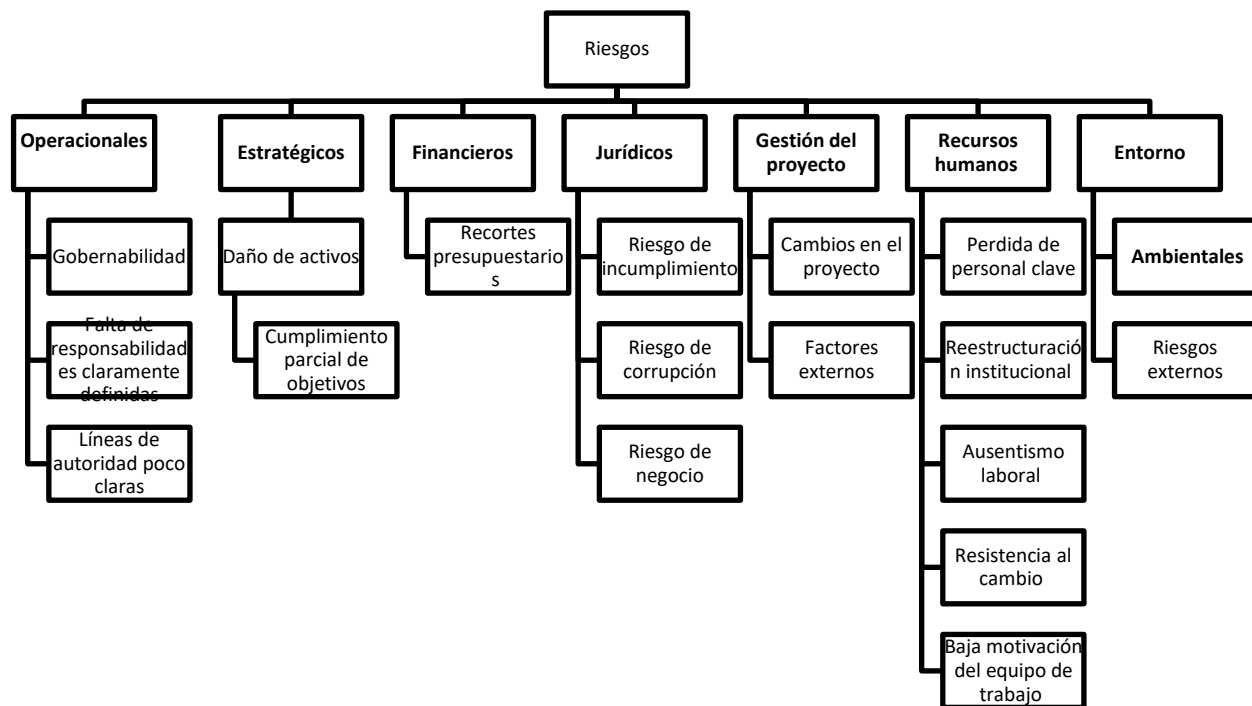 Riesgos
Operacionales
Gobernabilidad
Falta de
responsabilidad
es claramente
definidas
Líneas de
autoridad poco
claras
Estratégicos
Daño de activos
Cumplimiento
parcial de
objetivos
Financieros
Recortes
presupuestario
s
Jurídicos
Riesgo de
incumplimiento
Riesgo de
corrupción
Riesgo de
negocio
Gestión del
proyecto
Cambios en el
proyecto
Factores
externos
Recursos
humanos
Perdida de
personal clave
Reestructuració
n institucional
Ausentismo
laboral
Resistencia al
cambio
Baja motivación
del equipo de
trabajo
Entorno
Ambientales
Riesgos
externos